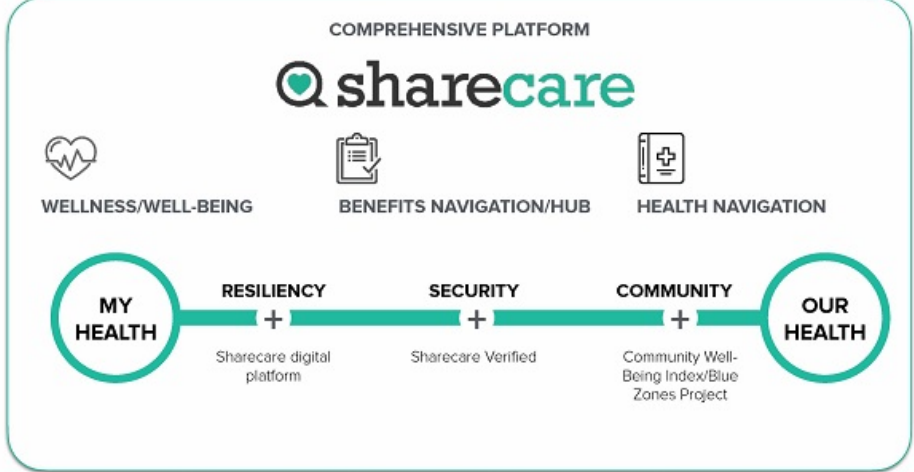 COMPREHENSIVE PLATFORM
sharecare
WELLNESS/WELL-BEING
BENEFITS NAVIGATION/HUB
HEALTH NAVIGATION
MY
HEALTH
RESILIENCY
+
Sharecare digital
platform
SECURITY
+
Sharecare Verified
COMMUNITY
+
Community Well-
Being Index/Blue
Zones Project
OUR
HEALTH